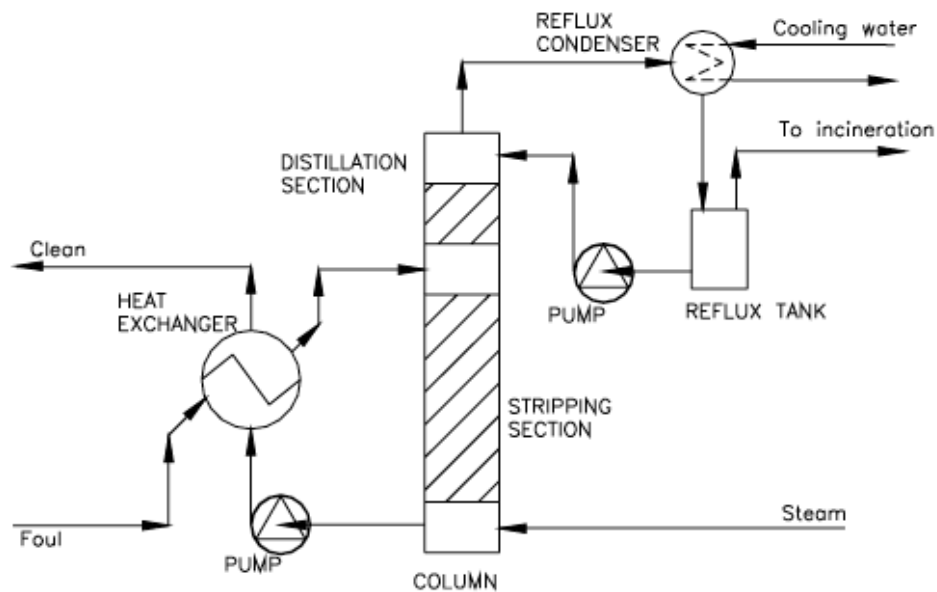 REFLUX
CONDENSER
Cooling water
To incineration
DISTILLATION
SECTION
Clean
HEAT
EXCHANGER
PUMP
REFLUX TANK
STRIPPING
SECTION
Steam
Foul
PUMP
COLUMN